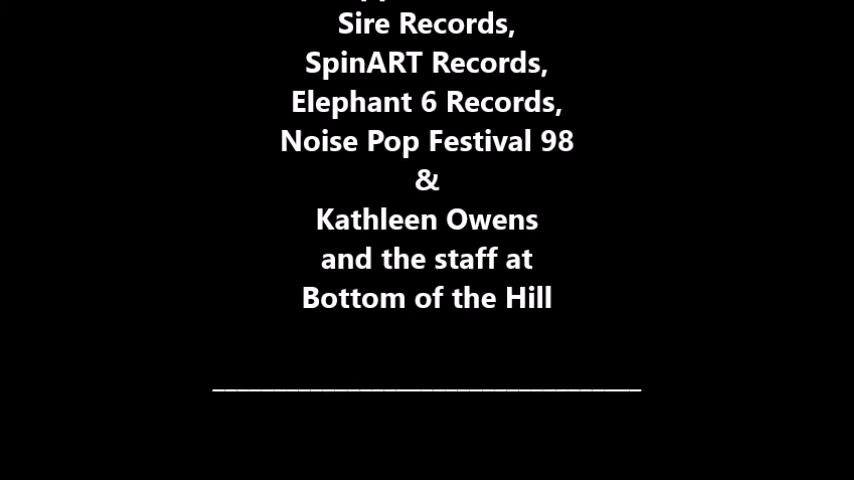 Sire Records,
SpinART Records,
Elephant 6 Records,
Noise Pop Festival 98
&
Kathleen Owens
and the staff at
Bottom of the Hill